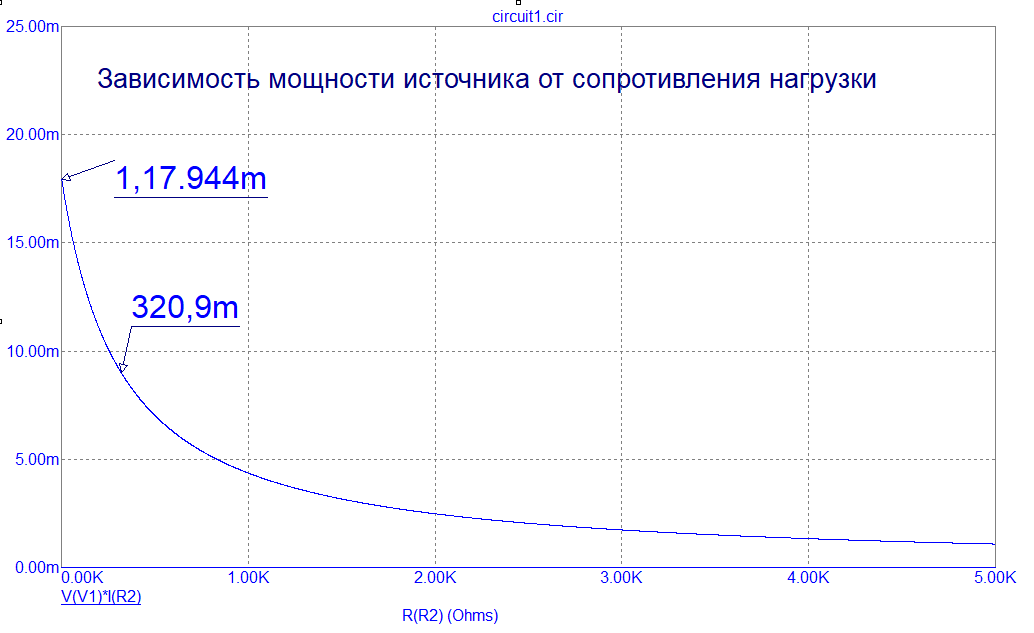 circuit1.cir
25.00m
Зависимость мощности источника от сопротивления нагрузки
20.00m
1,17.944m
15.00m
320,9m
10.00m
5.00m
0.00m
0.00K 1.00K 2.00K 3.00K 4.00K 5.00K
V(V1)*I(R2)
R(R2) (Ohms)